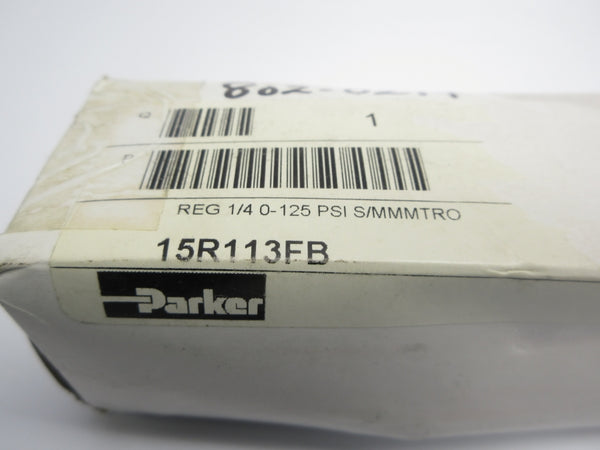 Q
1
P
REG 1/4 0-125 PSI S/MMMTRO
15R113FB
Parker